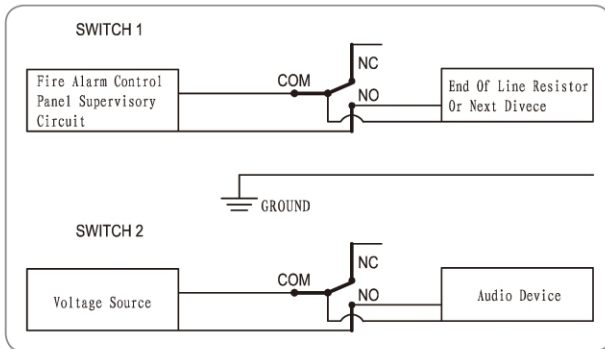 SWITCH 1
Fire Alarm Control
Panel Supervisory
Circuit
COM
NC
NO
End Of Line Resistor
Or Next Divece
GROUND
SWITCH 2
Voltage Source
COM
NC
NO
Audio Device